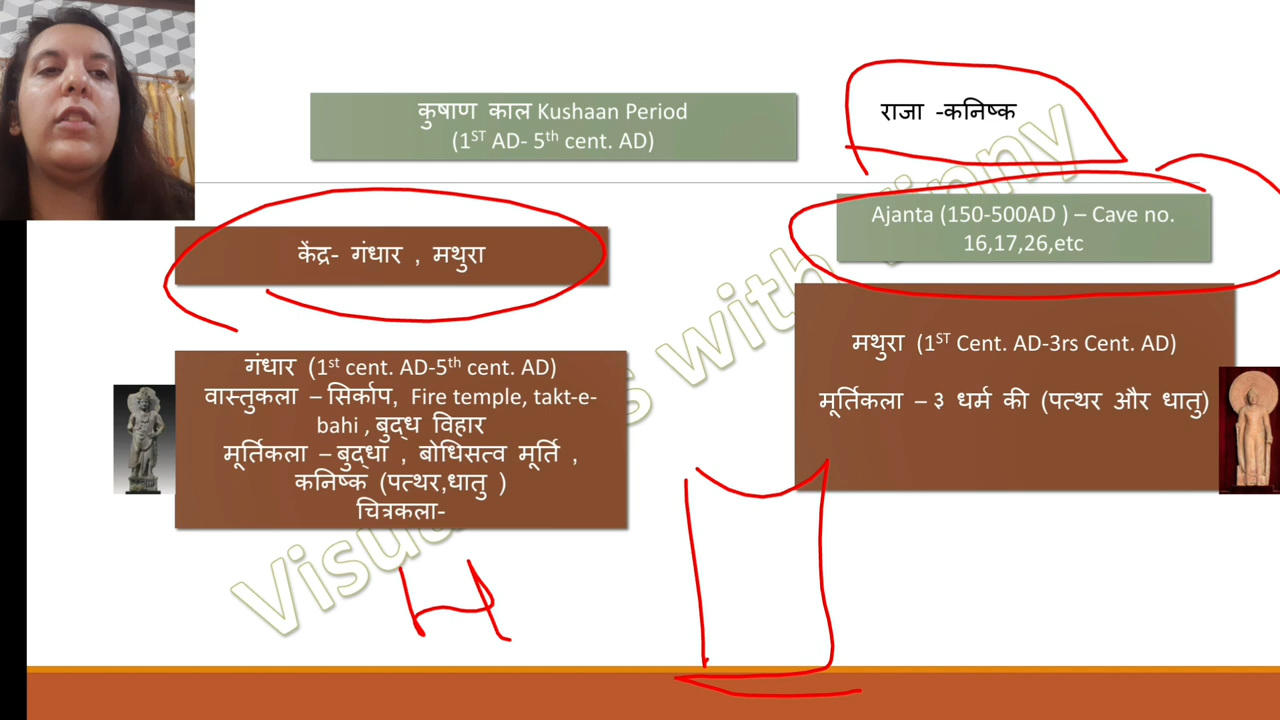 कुषाण काल Kushaan Period
(1ST AD- 5th cent. AD)
राजा -कनिष्क
केंद्र- गंधार , मथुरा
Ajanta (150-500AD ) – Cave no.
16,17,26,etc
गंधार (1st cent. AD-5th cent. AD)
वास्तुकला – सिर्काप, Fire temple, takt-e-
bahi , बुद्ध विहार
मूर्तिकला – बुद्धा , बोधिसत्व मूर्ति ,
कनिष्क (पत्थर,धातु )
चित्रकला-
मथुरा (1ST Cent. AD-3rs Cent. AD)
मूर्तिकला – ३ धर्म की (पत्थर और धातु)